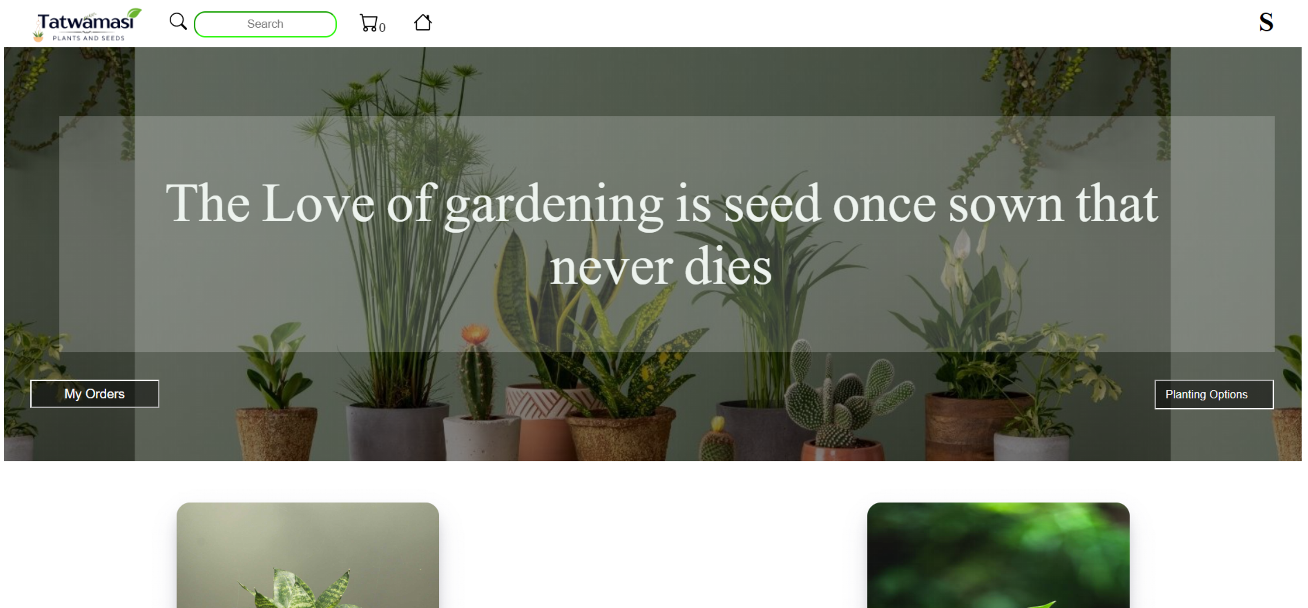 Tatwamasi
PLANTS AND SEEDS
Search
0
S
The Love of gardening is seed once sown that
never dies
My Orders
Planting Options